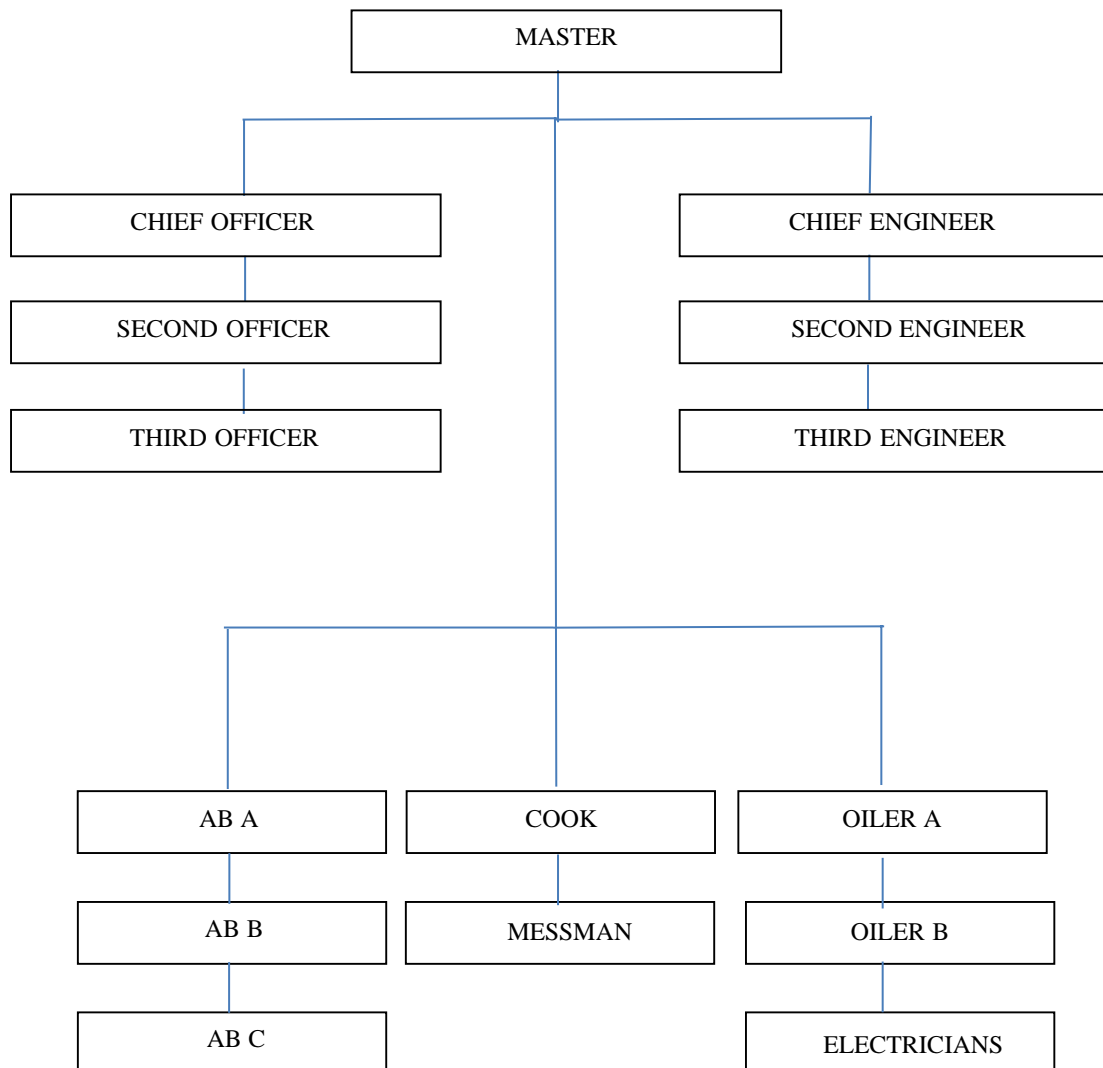 MASTER
CHIEF OFFICER
CHIEF ENGINEER
SECOND OFFICER
SECOND ENGINEER
THIRD OFFICER
THIRD ENGINEER
AB A
COOK
OILER A
AB B
MESSMAN
OILER B
AB C
ELECTRICIANS